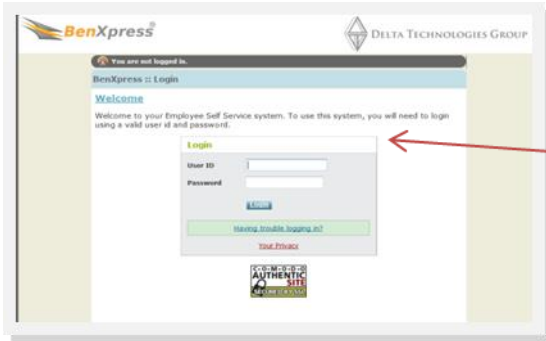 BenXpress®
DELTA TECHNOLOGIES GROUP
You are not logged in.
BenXpress :: Login
Welcome
Welcome to your Employee Self Service system. To use this system, you will need to login
using a valid user id and password.
Login
User ID
Password
Login
Having trouble logging in?
Your Privacy
C·O·M·O·D·O
AUTHENTIC
SITE